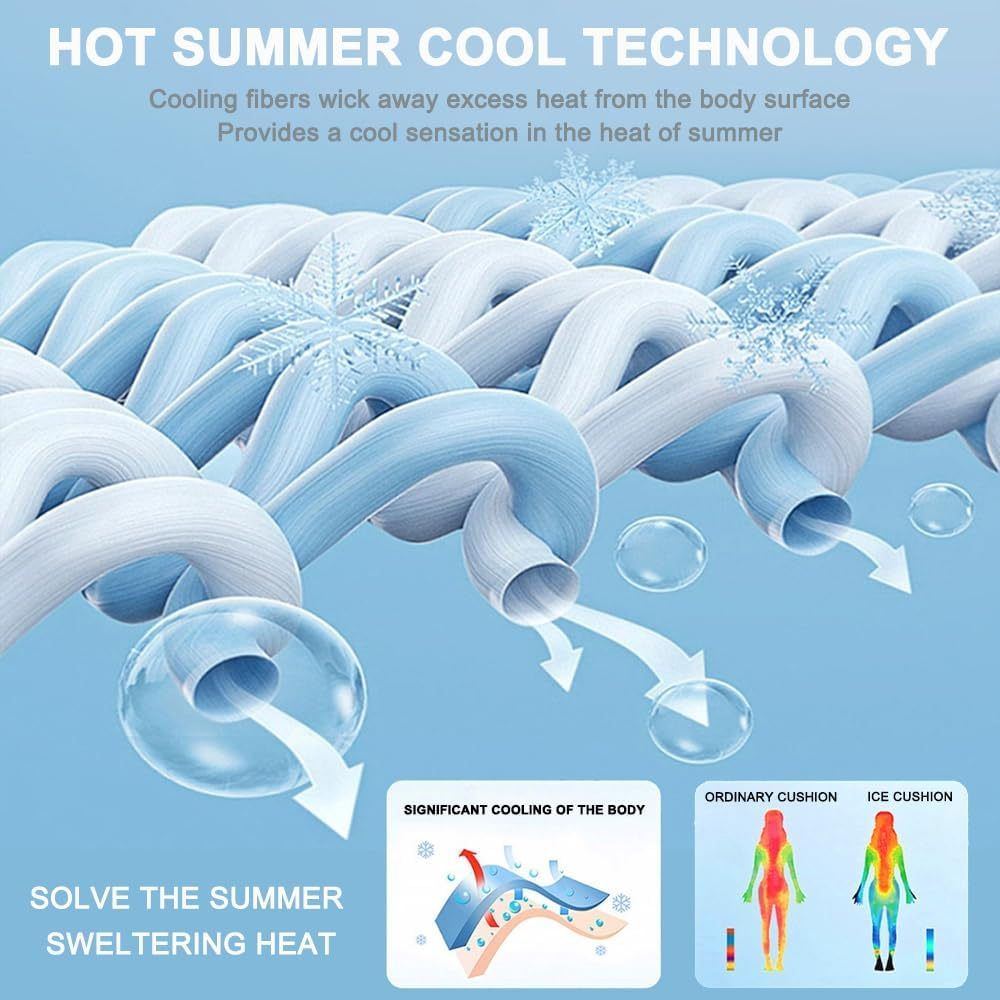 HOT SUMMER COOL TECHNOLOGY
Cooling fibers wick away excess heat from the body surface
Provides a cool sensation in the heat of summer
SIGNIFICANT COOLING OF THE BODY
ORDINARY CUSHION
ICE CUSHION
SOLVE THE SUMMER
SWELTERING HEAT